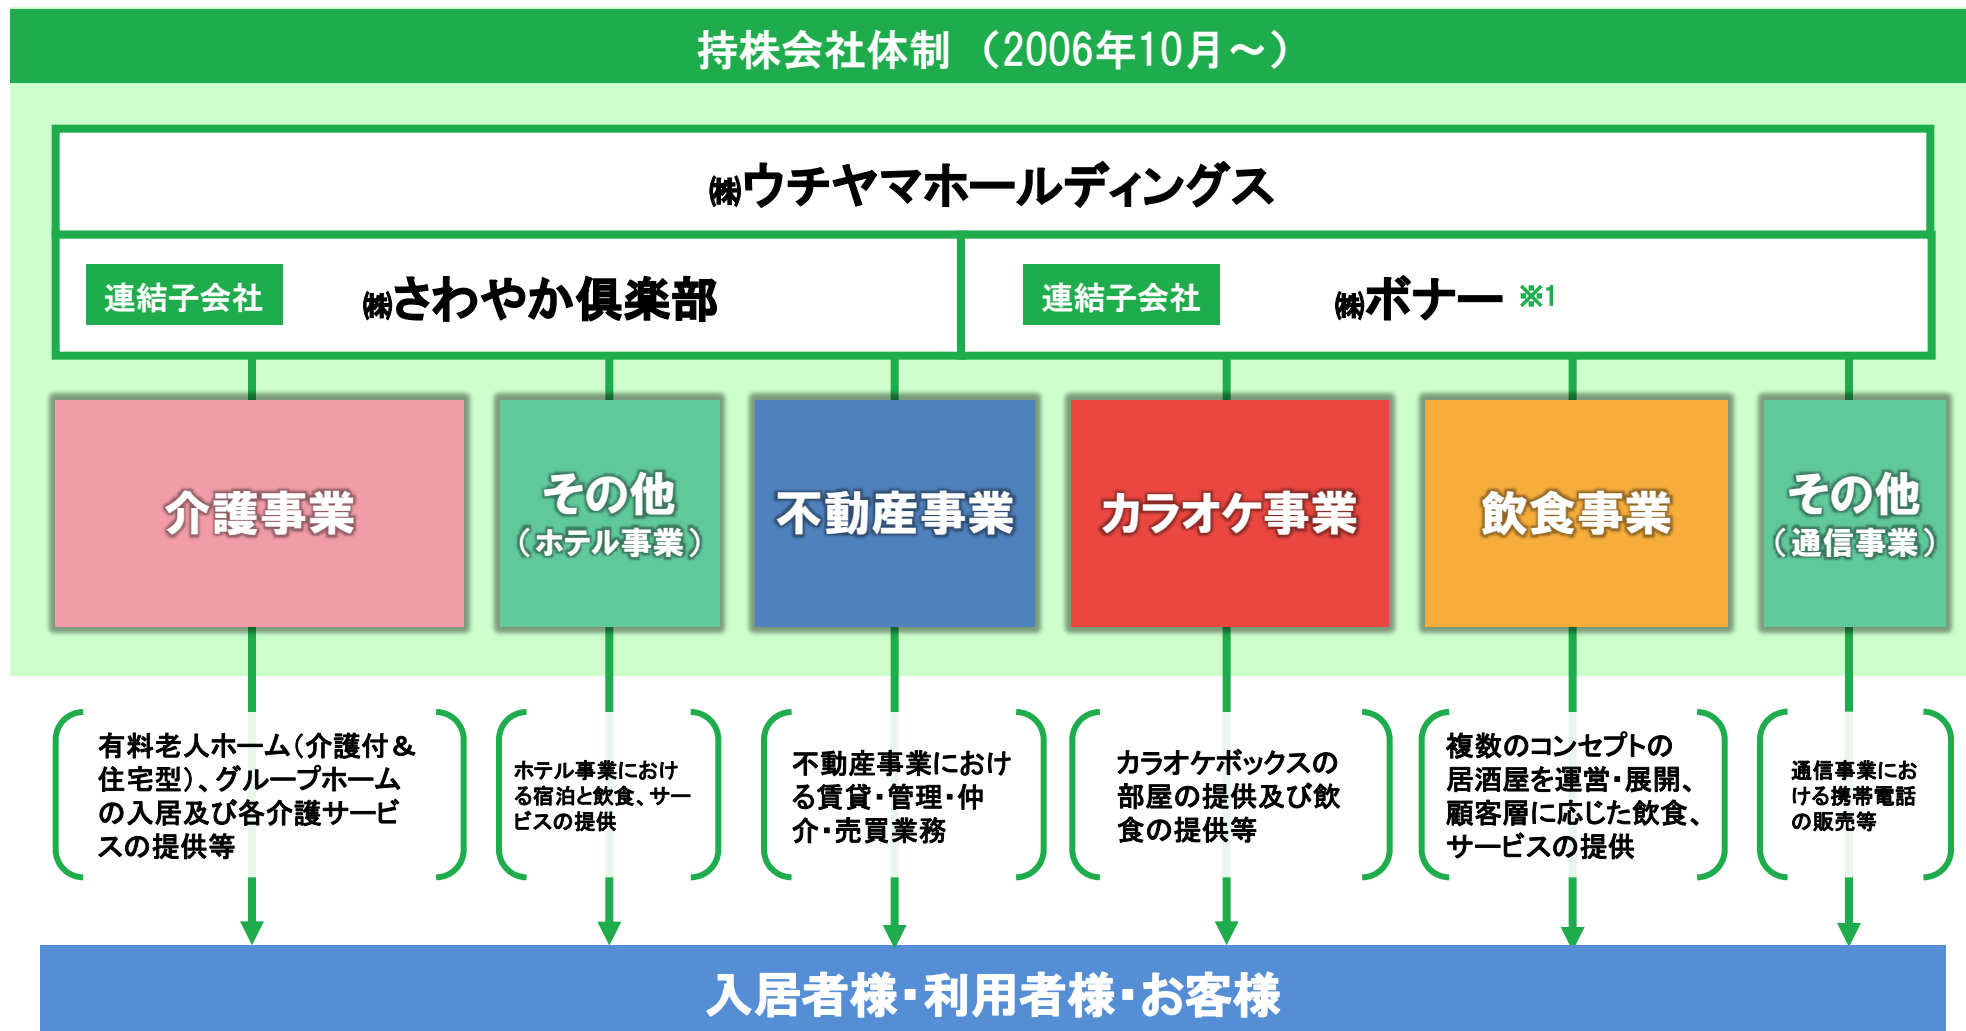 持株会社体制 （2006年10月～）
㈱ウチヤマホールディングス
連結子会社 ㈱さわやか倶楽部
連結子会社 ㈱ボナー ※1
介護事業
その他
（ホテル事業）
不動産事業
カラオケ事業
飲食事業
その他
（通信事業）
有料老人ホーム（介護付＆
住宅型）、グループホーム
の入居及び各介護サービ
スの提供等
ホテル事業におけ
る宿泊と飲食、サー
ビスの提供
不動産事業におけ
る賃貸・管理・仲
介・売買業務
カラオケボックスの
部屋の提供及び飲
食の提供等
複数のコンセプトの
居酒屋を運営・展開、
顧客層に応じた飲食、
サービスの提供
通信事業にお
ける携帯電話
の販売等
入居者様・利用者様・お客様